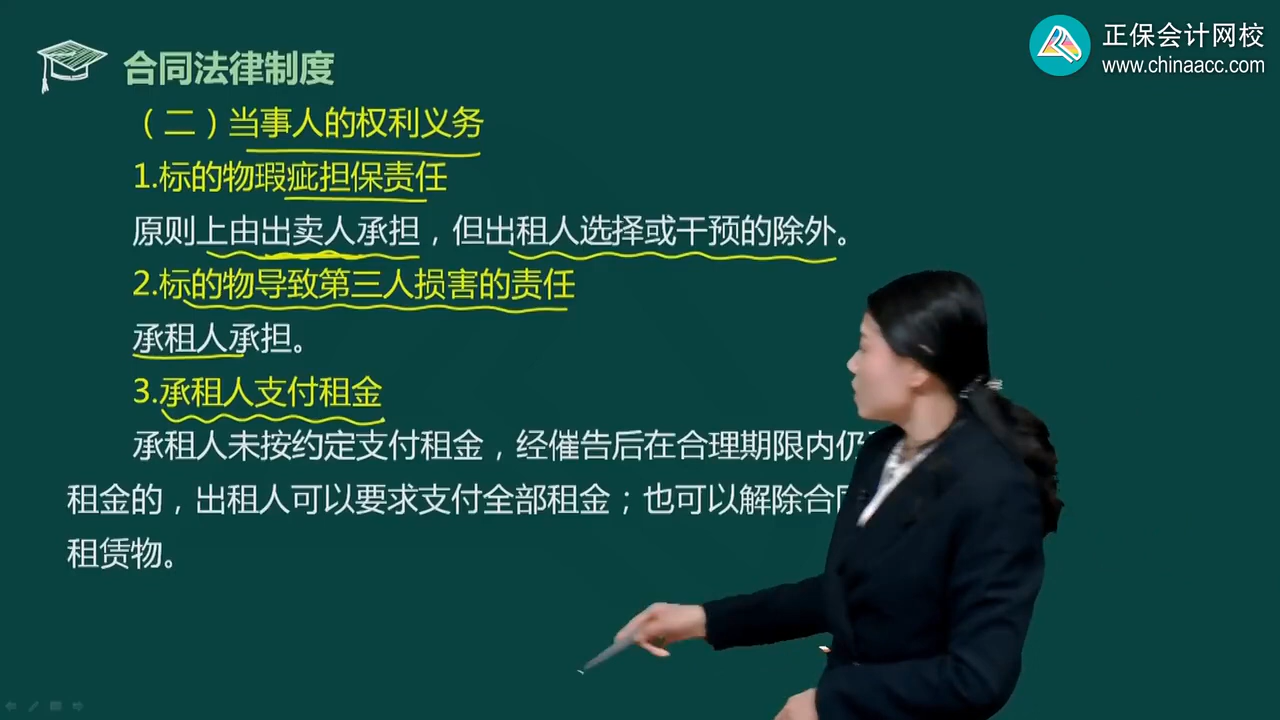 正保会计网校
www.chinaacc.com
合同法律制度
（二）当事人的权利义务
1.标的物瑕疵担保责任
原则上由出卖人承担，但出租人选择或干预的除外。
2.标的物导致第三人损害的责任
承租人承担。
3.承租人支付租金
承租人未按约定支付租金，经催告后在合理期限内仍
租金的，出租人可以要求支付全部租金；也可以解除合
租赁物。